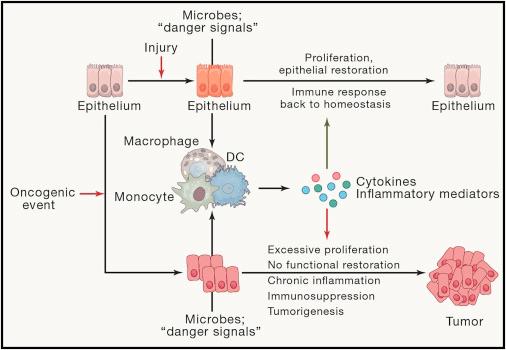 Microbes;
“danger signals”
Injury
Proliferation,
epithelial restoration
Epithelium
Epithelium
Immune response
back to homeostasis
Epithelium
Macrophage
DC
Monocyte
Oncogenic
event
Cytokines
Inflammatory mediators
Excessive proliferation
No functional restoration
Chronic inflammation
Immunosuppression
Tumorigenesis
Tumor
Microbes;
“danger signals”